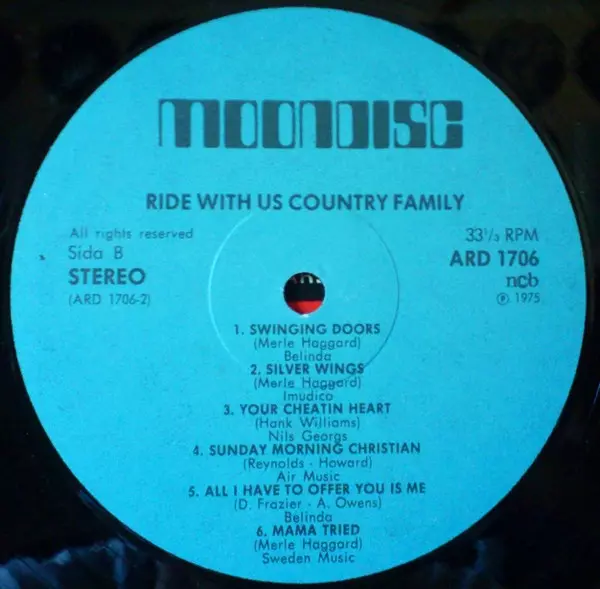 MOONDISC
RIDE WITH US COUNTRY FAMILY
All rights reserved
Sida B
STEREO
(ARD 1706-2)
33 1/3 RPM
ARD 1706
ncb
℗ 1975
1. SWINGING DOORS
(Merle Haggard)
Belinda
2. SILVER WINGS
(Merle Haggard)
Imudico
3. YOUR CHEATIN HEART
(Hank Williams)
Nils Georgs
4. SUNDAY MORNING CHRISTIAN
(Reynolds - Howard)
Air Music
5. ALL I HAVE TO OFFER YOU IS ME
(D. Frazier - A. Owens)
Belinda
6. MAMA TRIED
(Merle Haggard)
Sweden Music